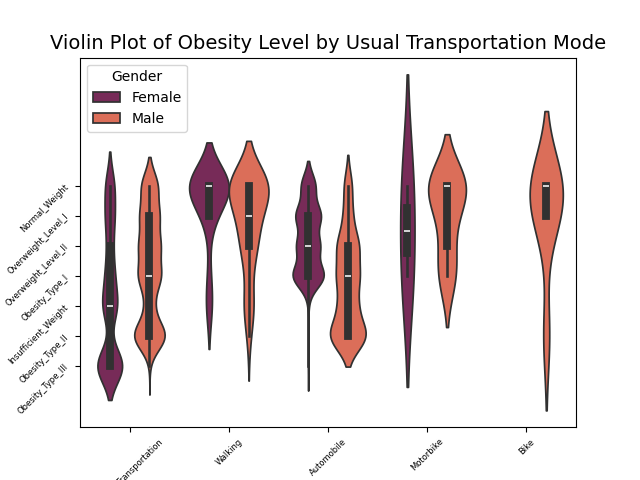 Violin Plot of Obesity Level by Usual Transportation Mode
Gender
Female
Male
Normal_Weight
Overweight_Level_I
Overweight_Level_II
Obesity_Type_I
Insufficient_Weight
Obesity_Type_II
Obesity_Type_III
Transportation
Walking
Automobile
Motorbike
Bike